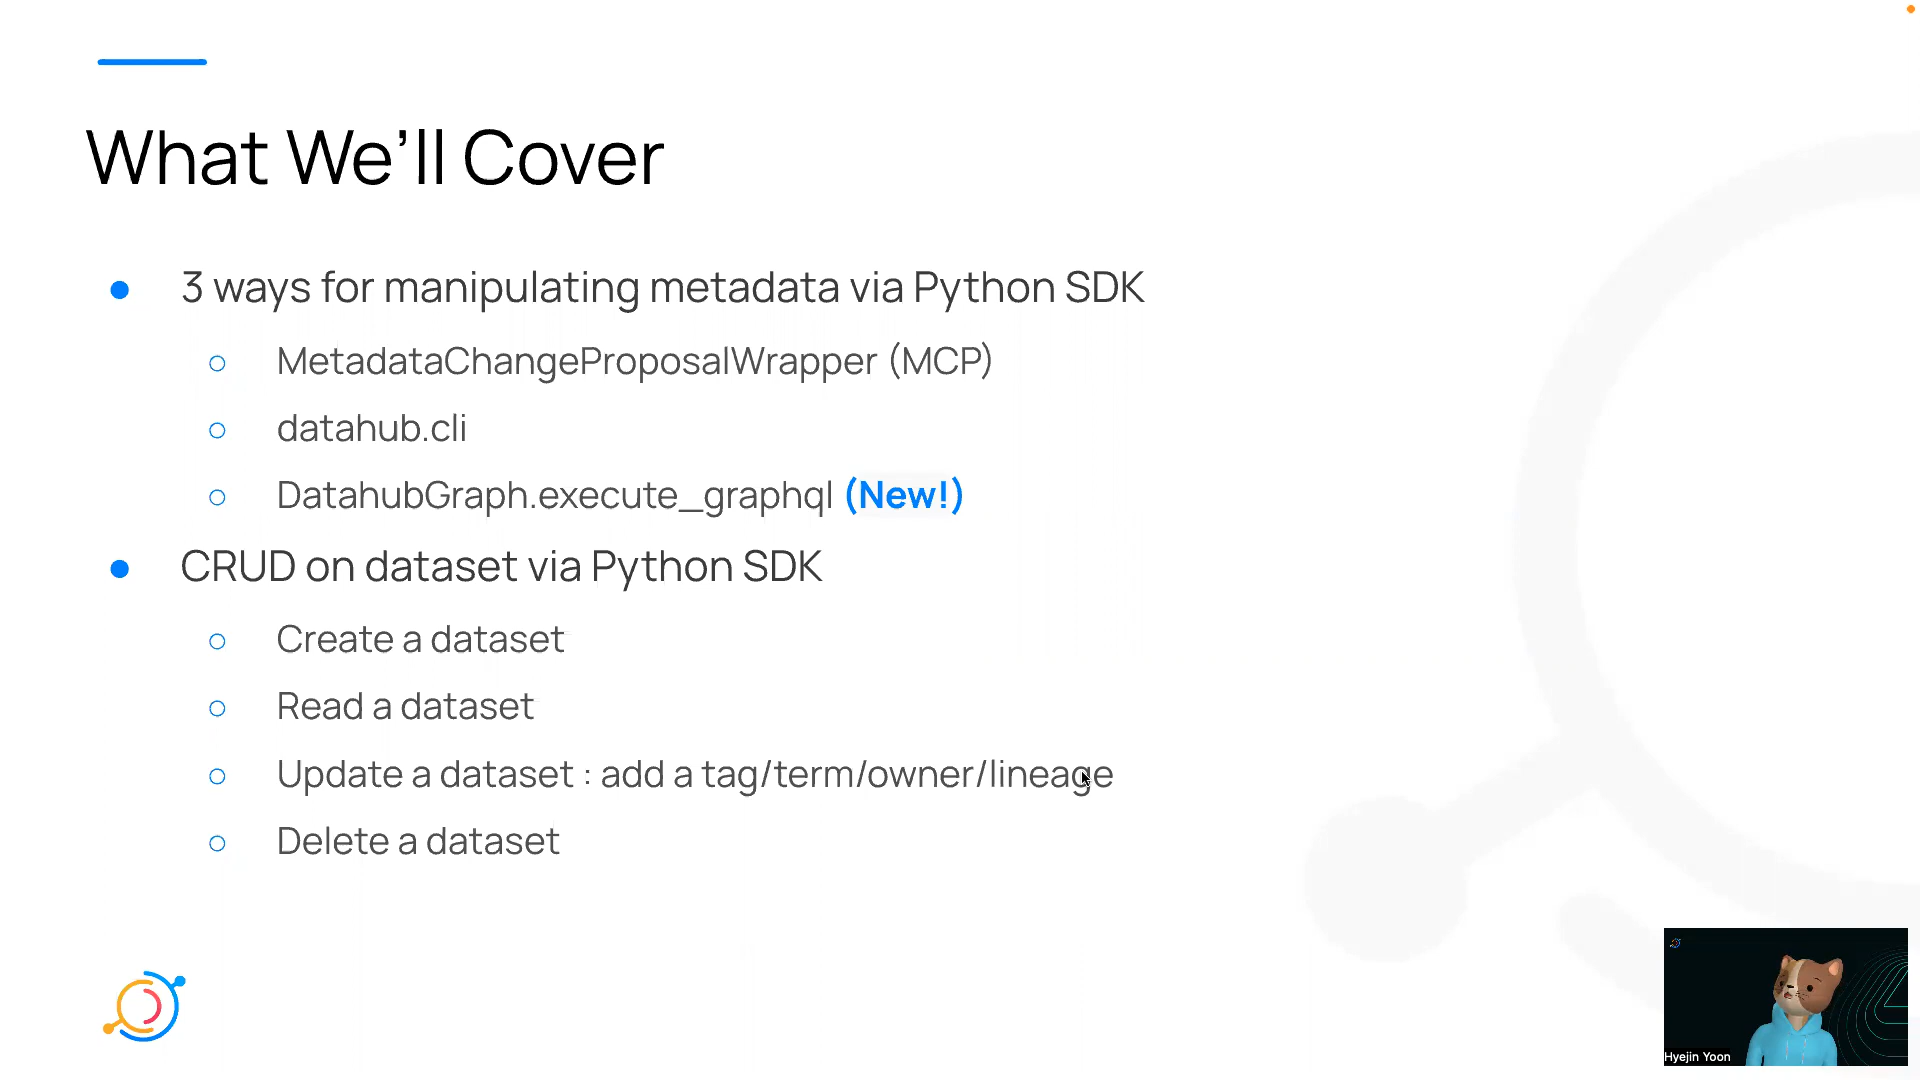 What We’ll Cover
3 ways for manipulating metadata via Python SDK
MetadataChangeProposalWrapper (MCP)
datahub.cli
DatahubGraph.execute_graphql (New!)
CRUD on dataset via Python SDK
Create a dataset
Read a dataset
Update a dataset : add a tag/term/owner/lineage
Delete a dataset
Hyejin Yoon